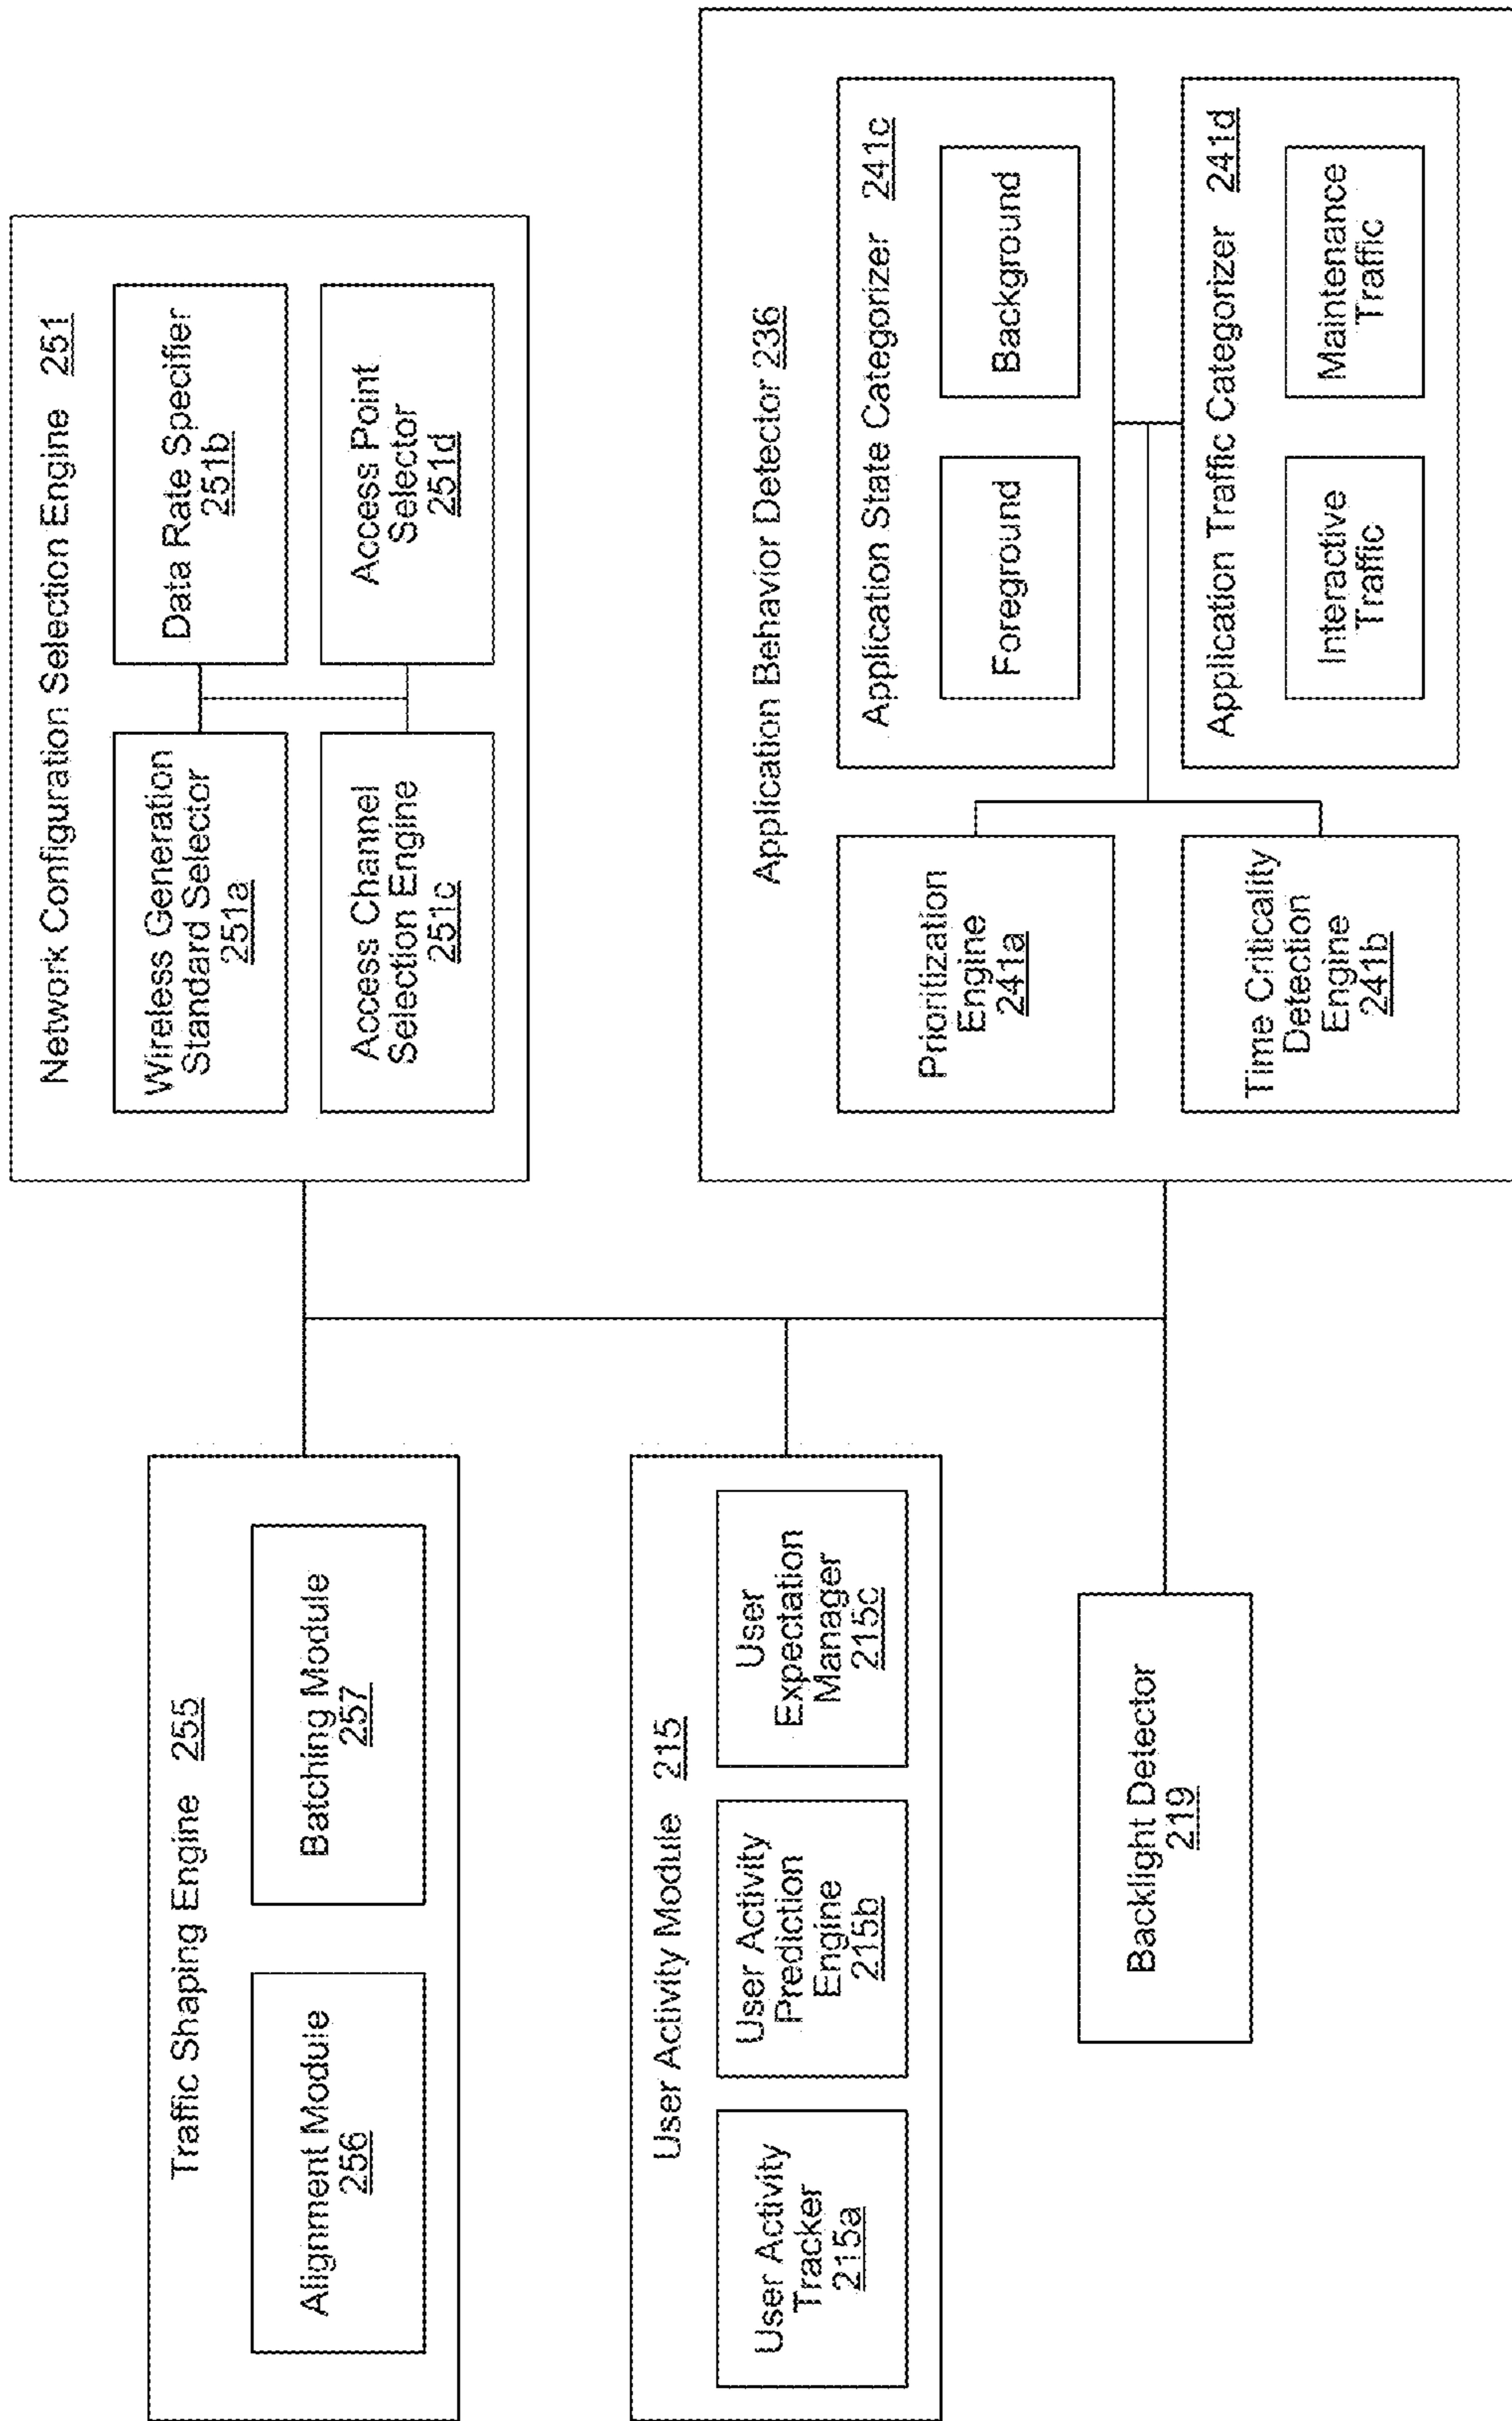 Traffic Shaping Engine 255
Alignment Module
256
Batching Module
257
User Activity Module 215
User Activity
Tracker
215a
User Activity
Prediction
Engine
215b
User
Expectation
Manager
215c
Backlight Detector
219
Network Configuration Selection Engine 251
Wireless Generation
Standard Selector
251a
Data Rate Specifier
251b
Access Channel
Selection Engine
251c
Access Point
Selector
251d
Application Behavior Detector 236
Prioritization
Engine
241a
Time Criticality
Detection
Engine
241b
Application State Categorizer 241c
Foreground
Background
Application Traffic Categorizer 241d
Interactive
Traffic
Maintenance
Traffic